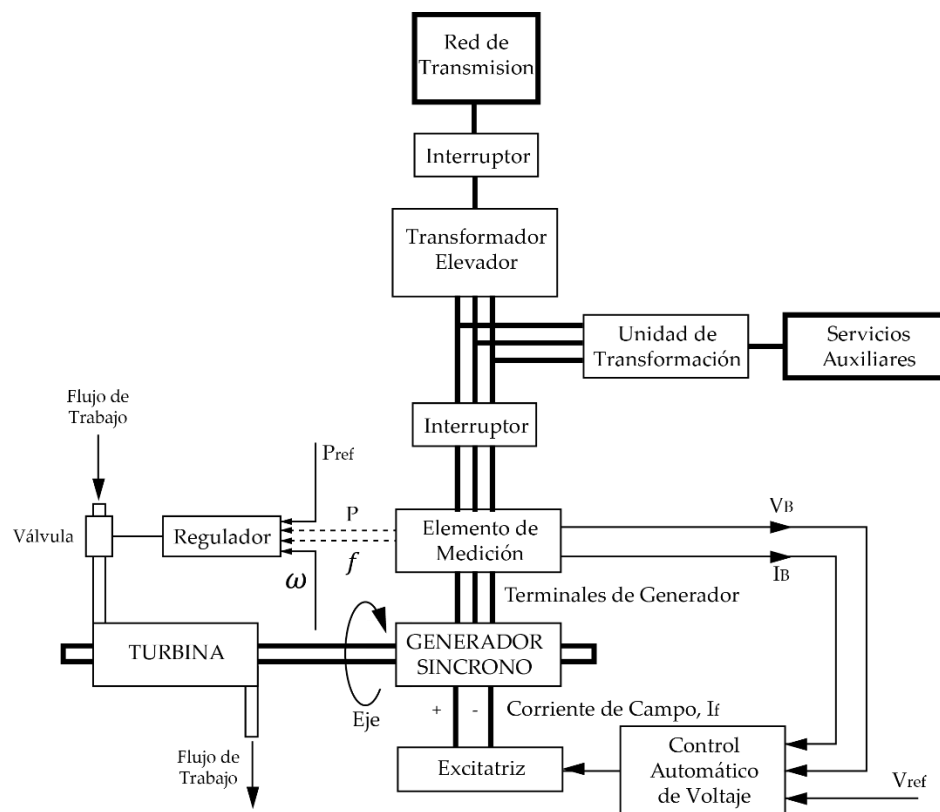 Red de
Transmision
Interruptor
Transformador
Elevador
Unidad de
Transformación
Servicios
Auxiliares
Flujo de
Trabajo
Interruptor
Pref
Válvula
Regulador
P
f
ω
Elemento de
Medición
VB
IB
Terminales de Generador
TURBINA
GENERADOR
SINCRONO
Eje
+ -
Corriente de Campo, If
Flujo de
Trabajo
Excitatriz
Control
Automático
de Voltaje
Vref